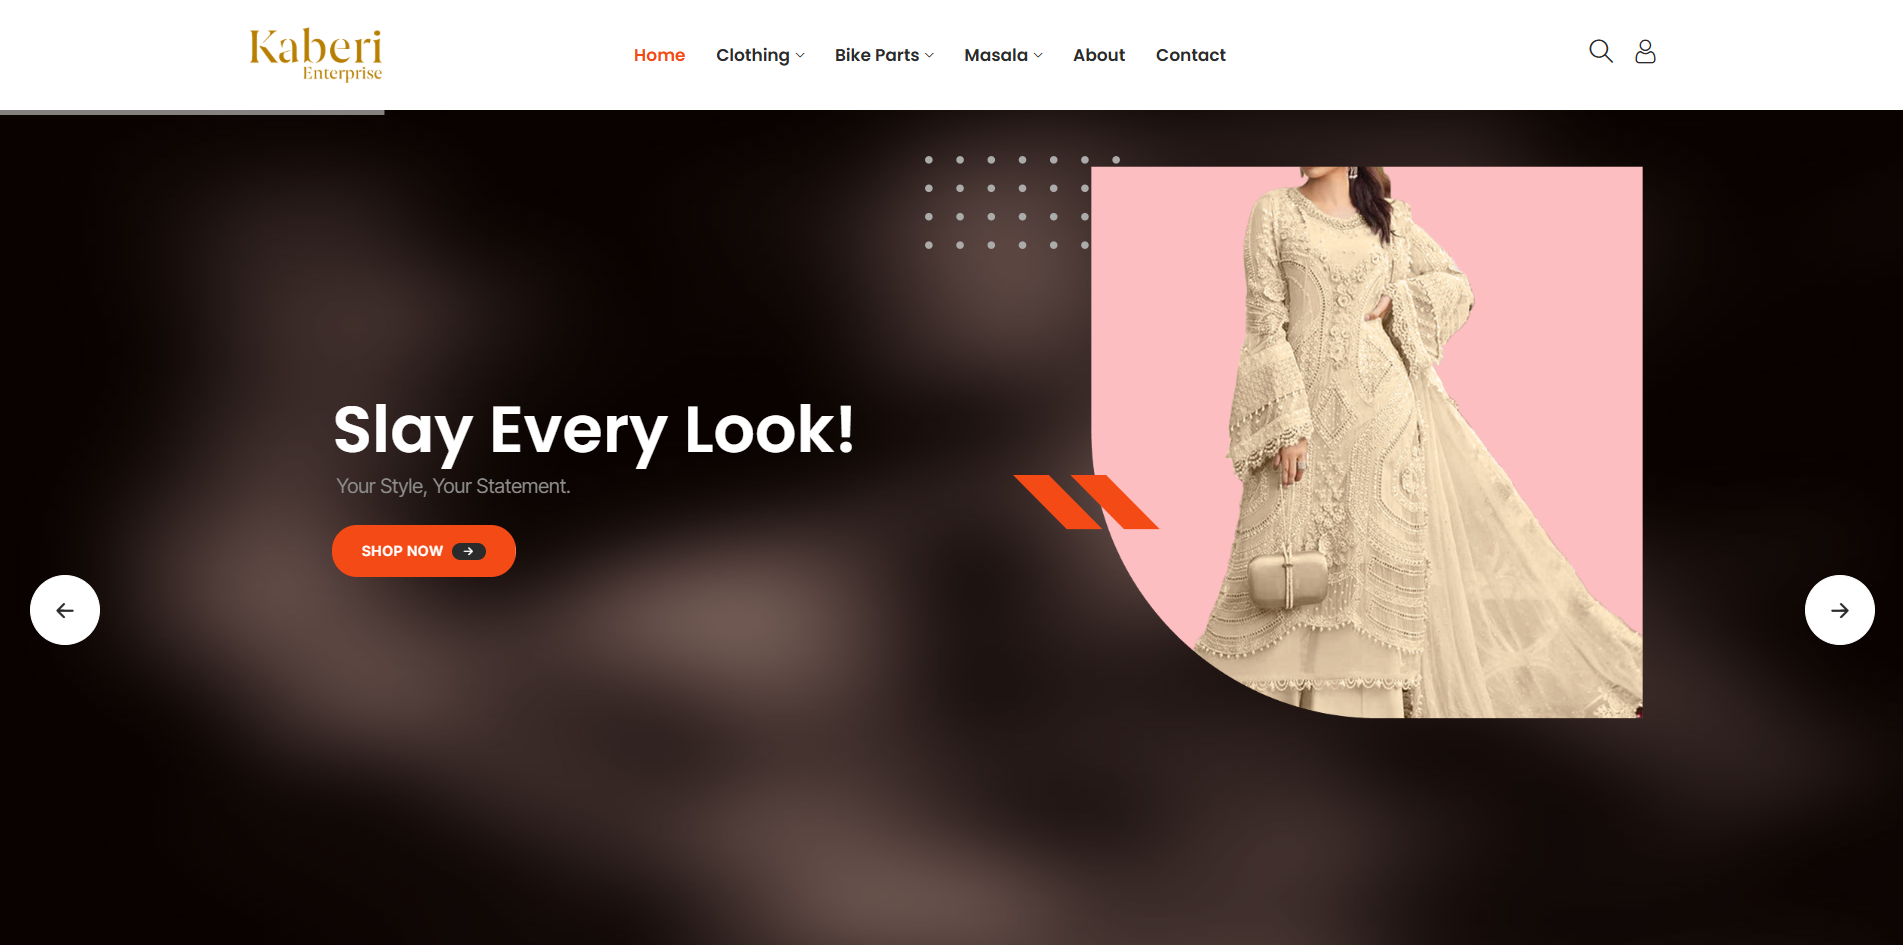 Kaberi
Enterprise
Home Clothing Bike Parts Masala About Contact
Slay Every Look!
Your Style, Your Statement.
SHOP NOW